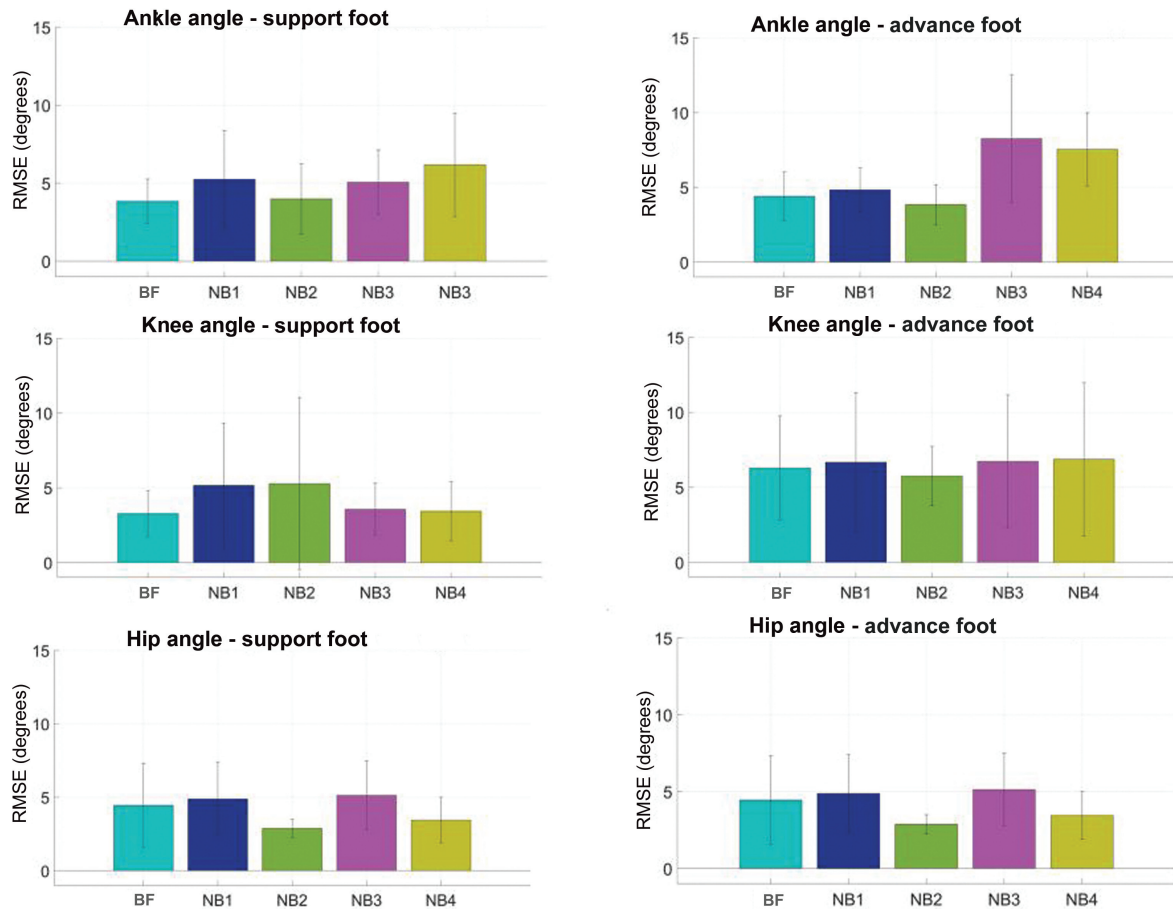 Ankle angle - support foot
15
10
5
0
RMSE (degrees)
BF NB1 NB2 NB3 NB3
Ankle angle - advance foot
15
10
5
0
RMSE (degrees)
BF NB1 NB2 NB3 NB4
Knee angle - support foot
15
10
5
0
RMSE (degrees)
BF NB1 NB2 NB3 NB4
Knee angle - advance foot
15
10
5
0
RMSE (degrees)
BF NB1 NB2 NB3 NB4
Hip angle - support foot
15
10
5
0
RMSE (degrees)
BF NB1 NB2 NB3 NB4
Hip angle - advance foot
15
10
5
0
RMSE (degrees)
BF NB1 NB2 NB3 NB4